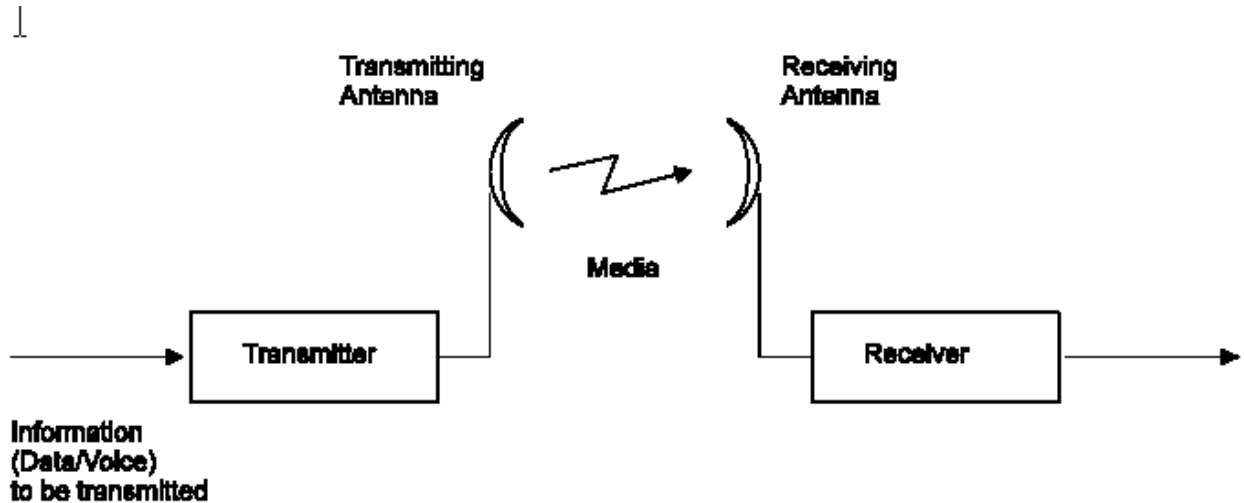 Transmitting
Antenna
Receiving
Antenna
Media
Transmitter
Receiver
Information
(Data/Voice)
to be transmitted